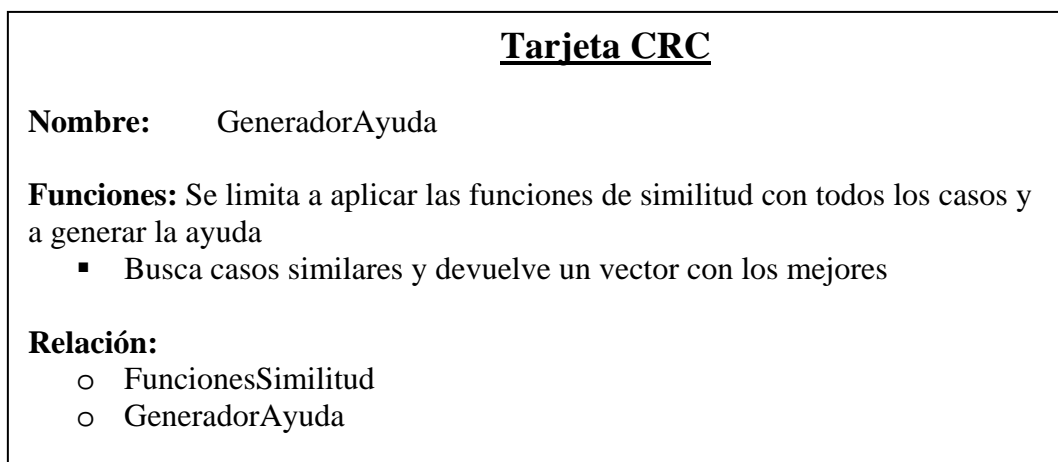 Tarjeta CRC
Nombre: GeneradorAyuda
Funciones: Se limita a aplicar las funciones de similitud con todos los casos y
a generar la ayuda
▪ Busca casos similares y devuelve un vector con los mejores
Relación:
o FuncionesSimilitud
o GeneradorAyuda